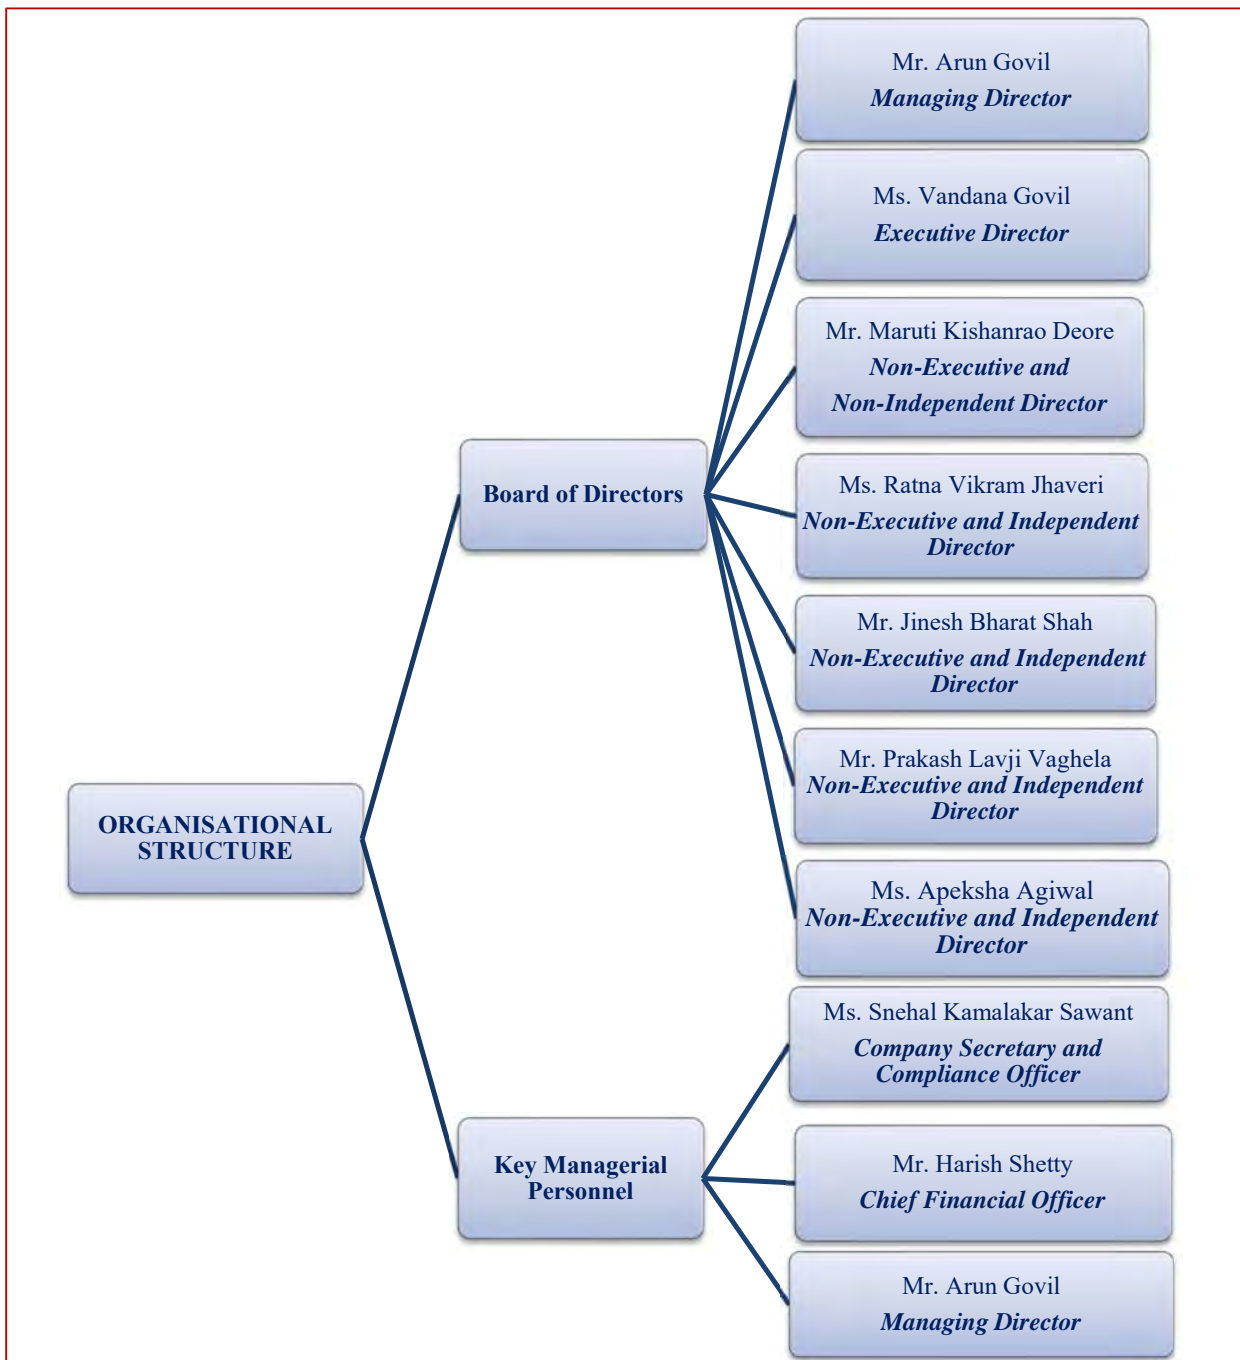 Mr. Arun Govil
Managing Director
Ms. Vandana Govil
Executive Director
Mr. Maruti Kishanrao Deore
Non-Executive and
Non-Independent Director
Board of Directors
Ms. Ratna Vikram Jhaveri
Non-Executive and Independent
Director
Mr. Jinesh Bharat Shah
Non-Executive and Independent
Director
Mr. Prakash Lavji Vaghela
Non-Executive and Independent
Director
ORGANISATIONAL
STRUCTURE
Ms. Apeksha Agiwal
Non-Executive and Independent
Director
Ms. Snehal Kamalakar Sawant
Company Secretary and
Compliance Officer
Key Managerial
Personnel
Mr. Harish Shetty
Chief Financial Officer
Mr. Arun Govil
Managing Director